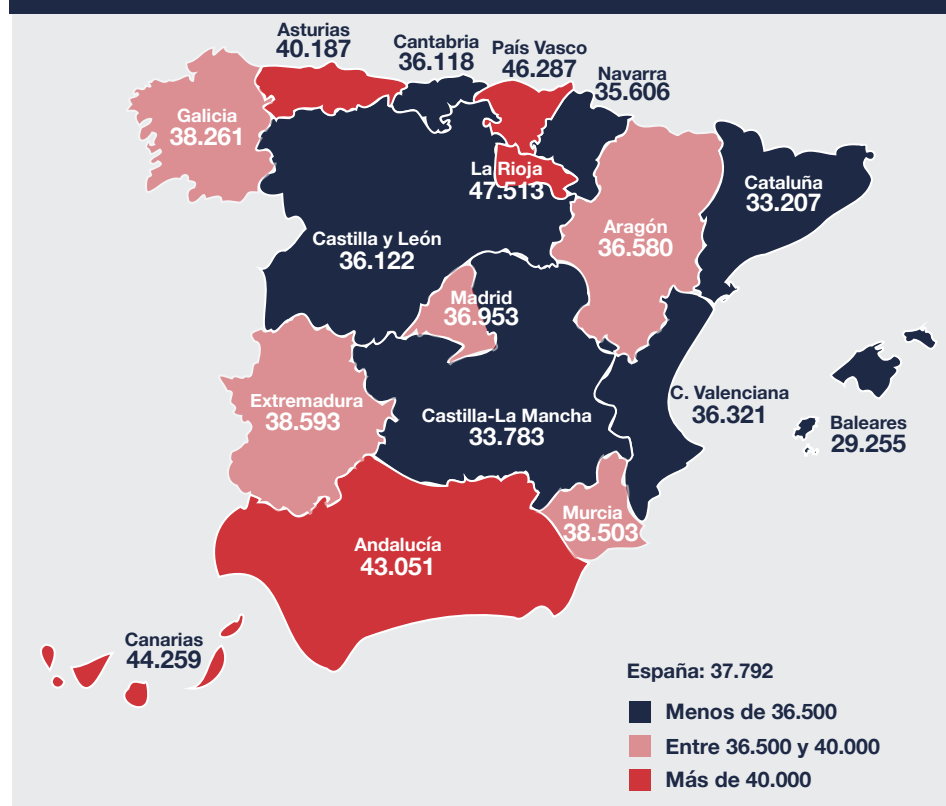 Asturias
40.187
Cantabria
36.118
País Vasco
46.287
Navarra
35.606
Galicia
38.261
La Rioja
47.513
Cataluña
33.207
Aragón
36.580
Castilla y León
36.122
Madrid
36.953
Extremadura
38.593
Castilla-La Mancha
33.783
C. Valenciana
36.321
Baleares
29.255
Murcia
38.503
Andalucía
43.051
Canarias
44.259
España: 37.792
Menos de 36.500
Entre 36.500 y 40.000
Más de 40.000